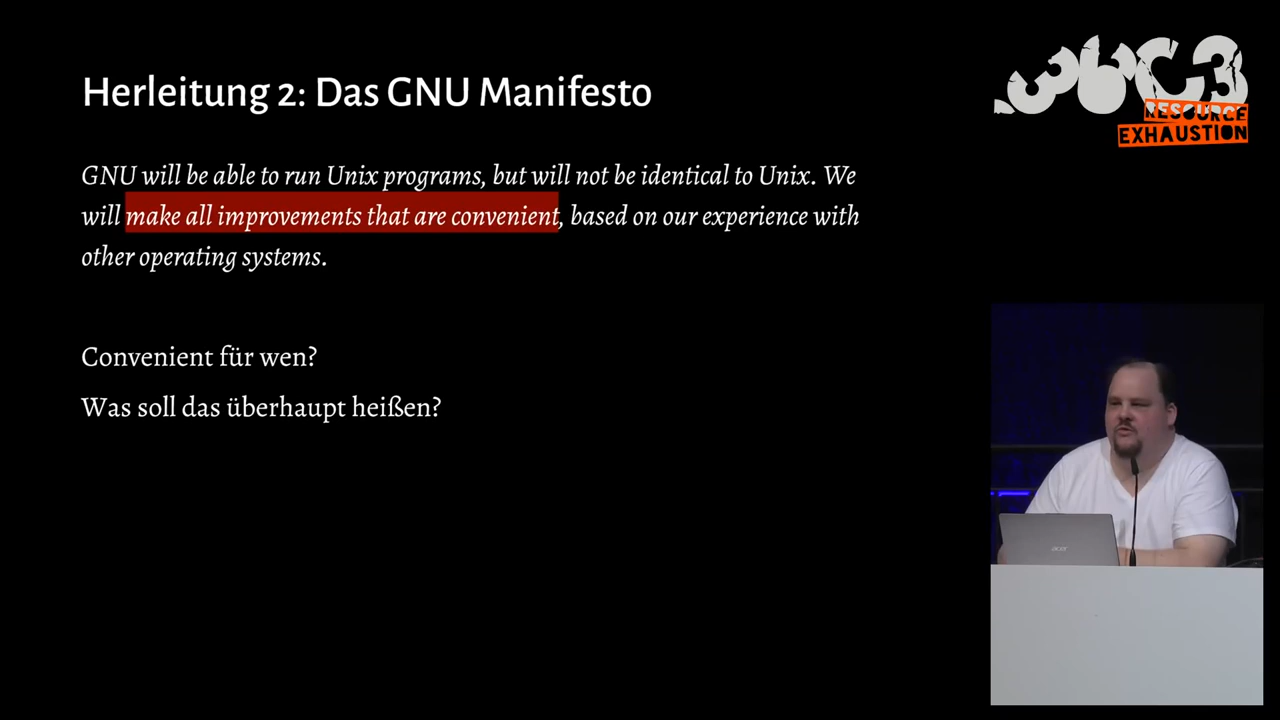 Herleitung 2: Das GNU Manifesto
GNU will be able to run Unix programs, but will not be identical to Unix. We
will make all improvements that are convenient, based on our experience with
other operating systems.
Convenient für wen?
Was soll das überhaupt heißen?
36C3
RESOURCE
EXHAUSTION
acer